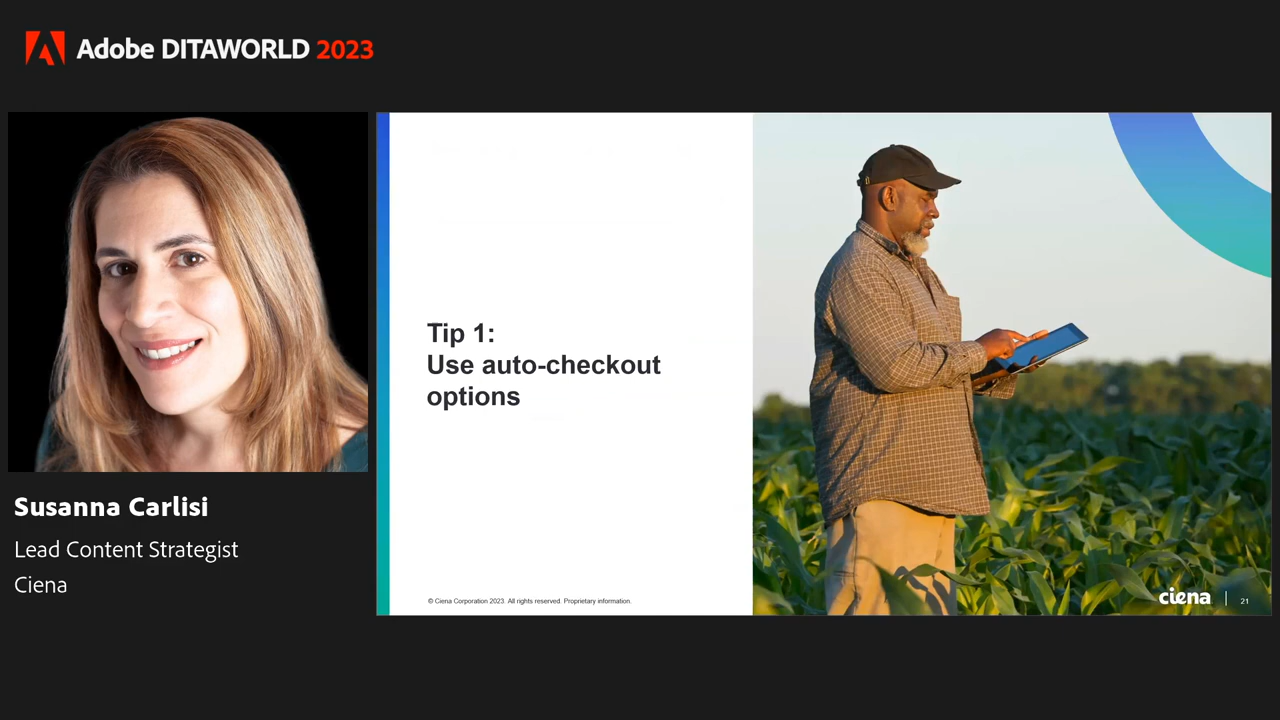 Adobe DITAWORLD 2023
Susanna Carlisi
Lead Content Strategist
Ciena
Tip 1:
Use auto-checkout
options
© Ciena Corporation 2023. All rights reserved. Proprietary information.
ciena
21